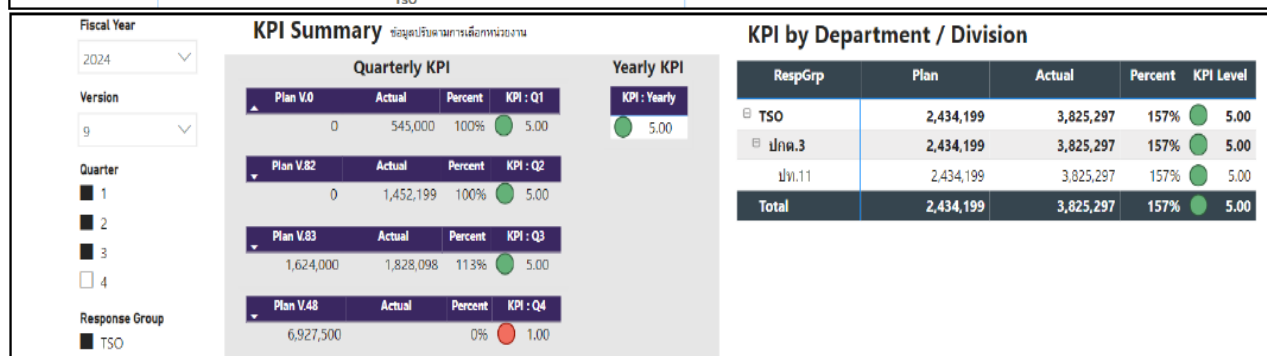 TSO
Fiscal Year
2024
Version
9
Quarter
1
2
3
4
Response Group
TSO
KPI Summary ข้อมูลปรับตามการเลือกหน่วยงาน
Quarterly KPI
Plan V.0 Actual Percent KPI : Q1
0 545,000 100% 5.00
Plan V.82 Actual Percent KPI : Q2
0 1,452,199 100% 5.00
Plan V.83 Actual Percent KPI : Q3
1,624,000 1,828,098 113% 5.00
Plan V.48 Actual Percent KPI : Q4
6,927,500 0% 1.00
Yearly KPI
KPI : Yearly
5.00
KPI by Department / Division
RespGrp Plan Actual Percent KPI Level
TSO 2,434,199 3,825,297 157% 5.00
ปกต.3 2,434,199 3,825,297 157% 5.00
ปท.11 2,434,199 3,825,297 157% 5.00
Total 2,434,199 3,825,297 157% 5.00